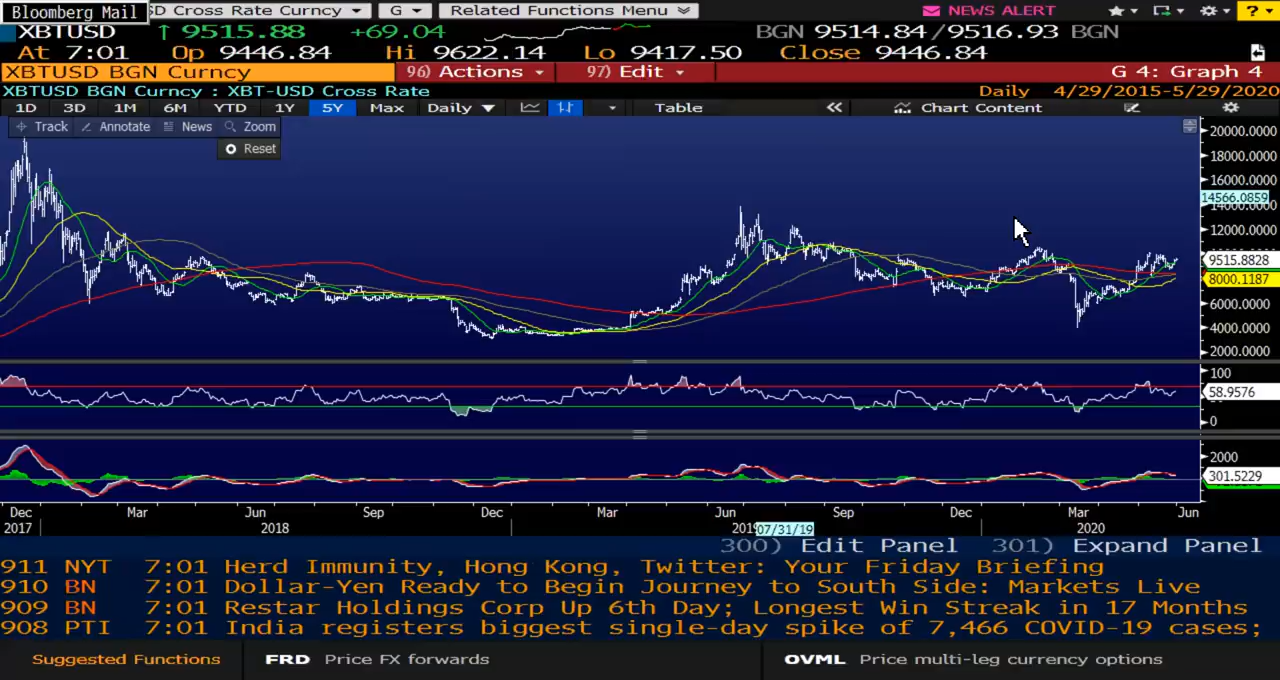 Bloomberg Mail D Cross Rate Curncy G Related Functions Menu NEWS ALERT ?
XBTUSD 9515.88 +69.04 BGN 9514.84/9516.93 BGN
At 7:01 Op 9446.84 Hi 9622.14 Lo 9417.50 Close 9446.84
XBTUSD BGN Curncy 96) Actions 97) Edit G 4: Graph 4
XBTUSD BGN Curncy : XBT-USD Cross Rate Daily 4/29/2015-5/29/2020
1D 3D 1M 6M YTD 1Y 5Y Max Daily Table « Chart Content
Track Annotate News Zoom
Reset
20000.0000
18000.0000
16000.0000
14566.0859
14000.0000
12000.0000
9515.8828
8000.1187
6000.0000
4000.0000
2000.0000
100
58.9576
0
2000
301.5229
Dec Mar Jun Sep Dec Mar Jun Sep Dec Mar Jun
2017 2018 2019 07/31/19 2020
300) Edit Panel 301) Expand Panel
911 NYT 7:01 Herd Immunity, Hong Kong, Twitter: Your Friday Briefing
910 BN 7:01 Dollar-Yen Ready to Begin Journey to South Side: Markets Live
909 BN 7:01 Restar Holdings Corp Up 6th Day; Longest Win Streak in 17 Months
908 PTI 7:01 India registers biggest single-day spike of 7,466 COVID-19 cases;
Suggested Functions FRD Price FX forwards OVML Price multi-leg currency options